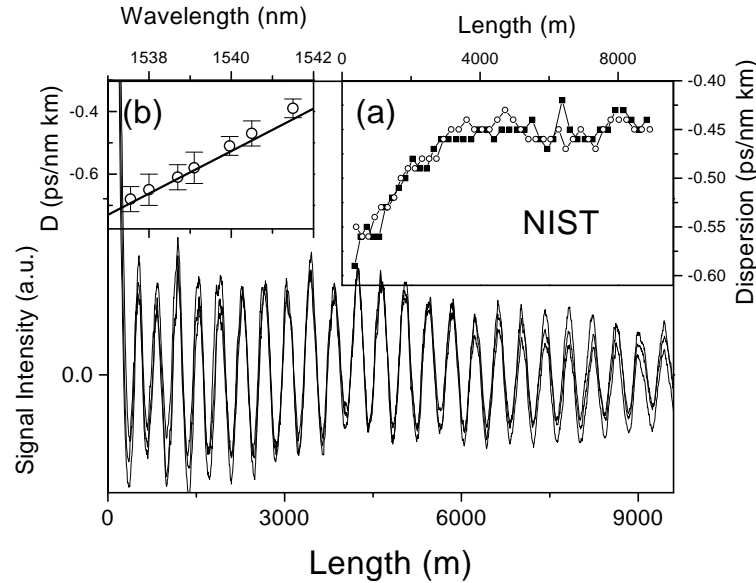 Wavelength (nm)
Length (m)
1538 1540 1542
0 4000 8000
(b)
(a)
-0.4
-0.6
D (ps/nm km)
-0.40
-0.45
-0.50
-0.55
-0.60
Dispersion (ps/nm km)
NIST
Signal Intensity (a.u.)
0.0
0 3000 6000 9000
Length (m)